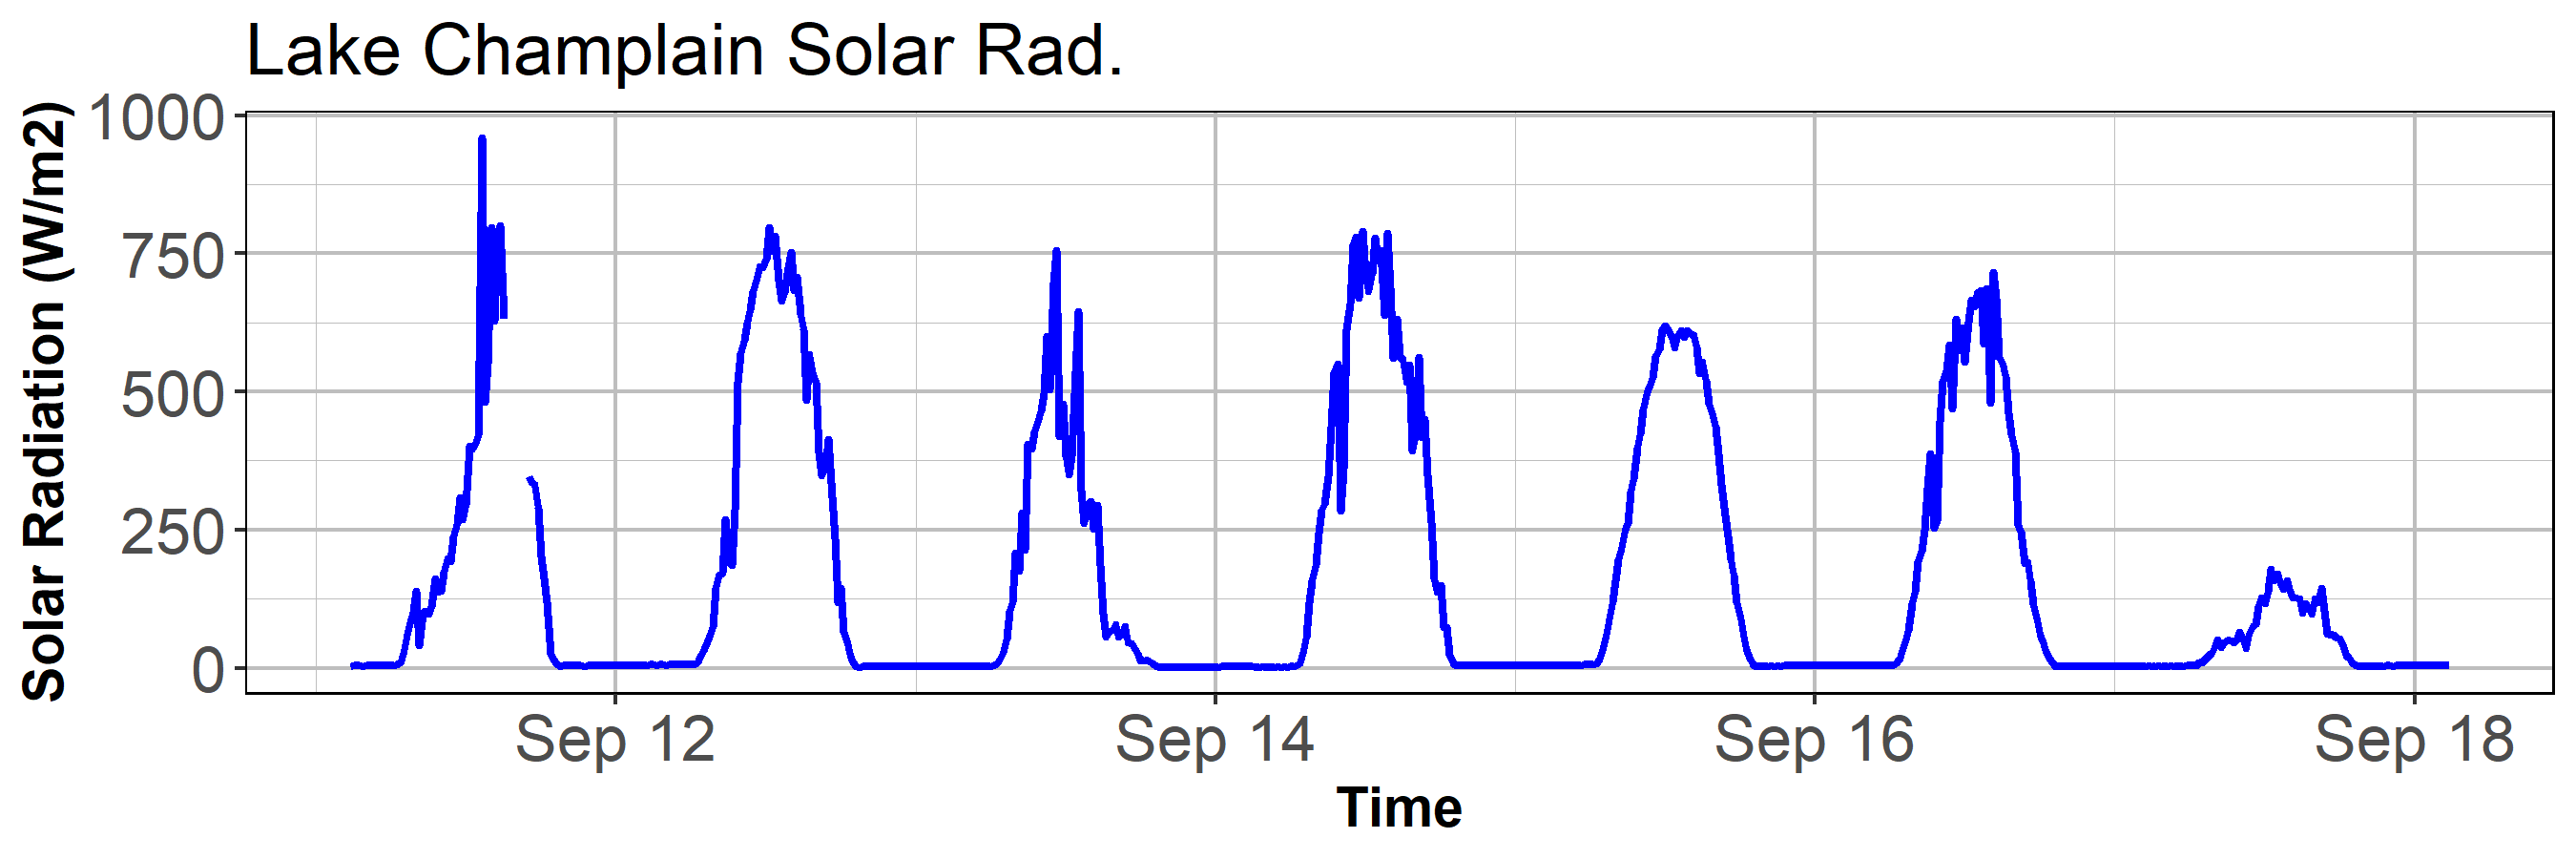 Lake Champlain Solar Rad.
Solar Radiation (W/m2)
1000
750
500
250
0
Sep 12
Sep 14
Sep 16
Sep 18
Time